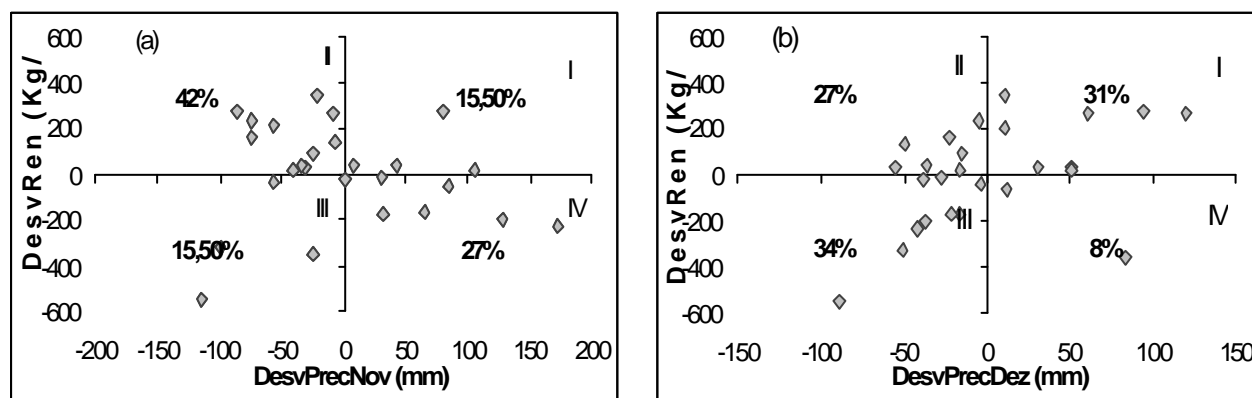 (a)
DesvRen (Kg/
600
400
200
0
-200
-400
-600
II
I
42%
15,50%
III
IV
15,50%
27%
-200 -150 -100 -50 0 50 100 150 200
DesvPrecNov (mm)
(b)
DesvRen (Kg/
600
400
200
0
-200
-400
-600
II
I
27%
31%
III
IV
34%
8%
-150 -100 -50 0 50 100 150
DesvPrecDez (mm)